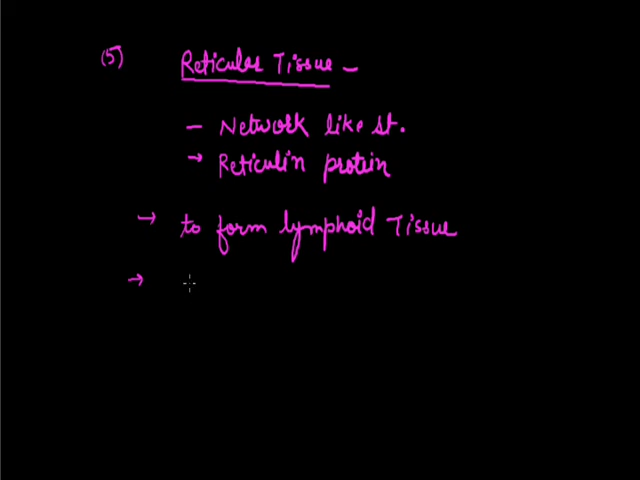 (5) Reticular Tissue -
- Network like st.
→ Reticulin protein
→ to form lymphoid Tissue
→